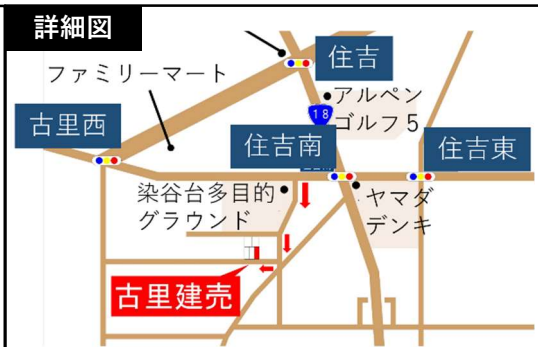 詳細図
住吉
ファミリーマート
アルペン
ゴルフ5
18
古里西
住吉南
住吉東
染谷台多目的
グラウンド
ヤマダ
デンキ
古里建売